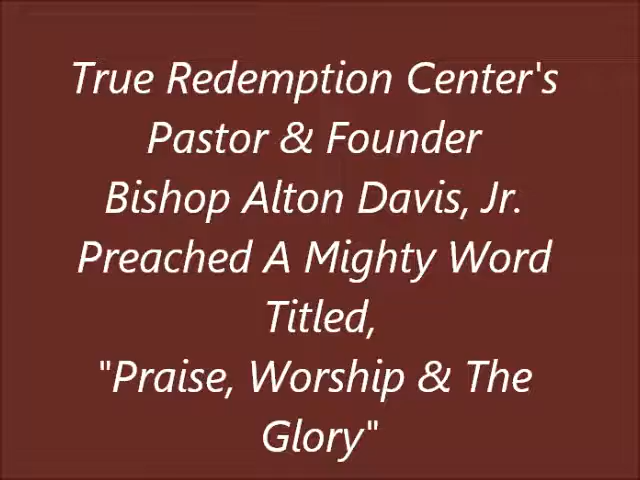 True Redemption Center's
Pastor & Founder
Bishop Alton Davis, Jr.
Preached A Mighty Word
Titled,
"Praise, Worship & The
Glory"